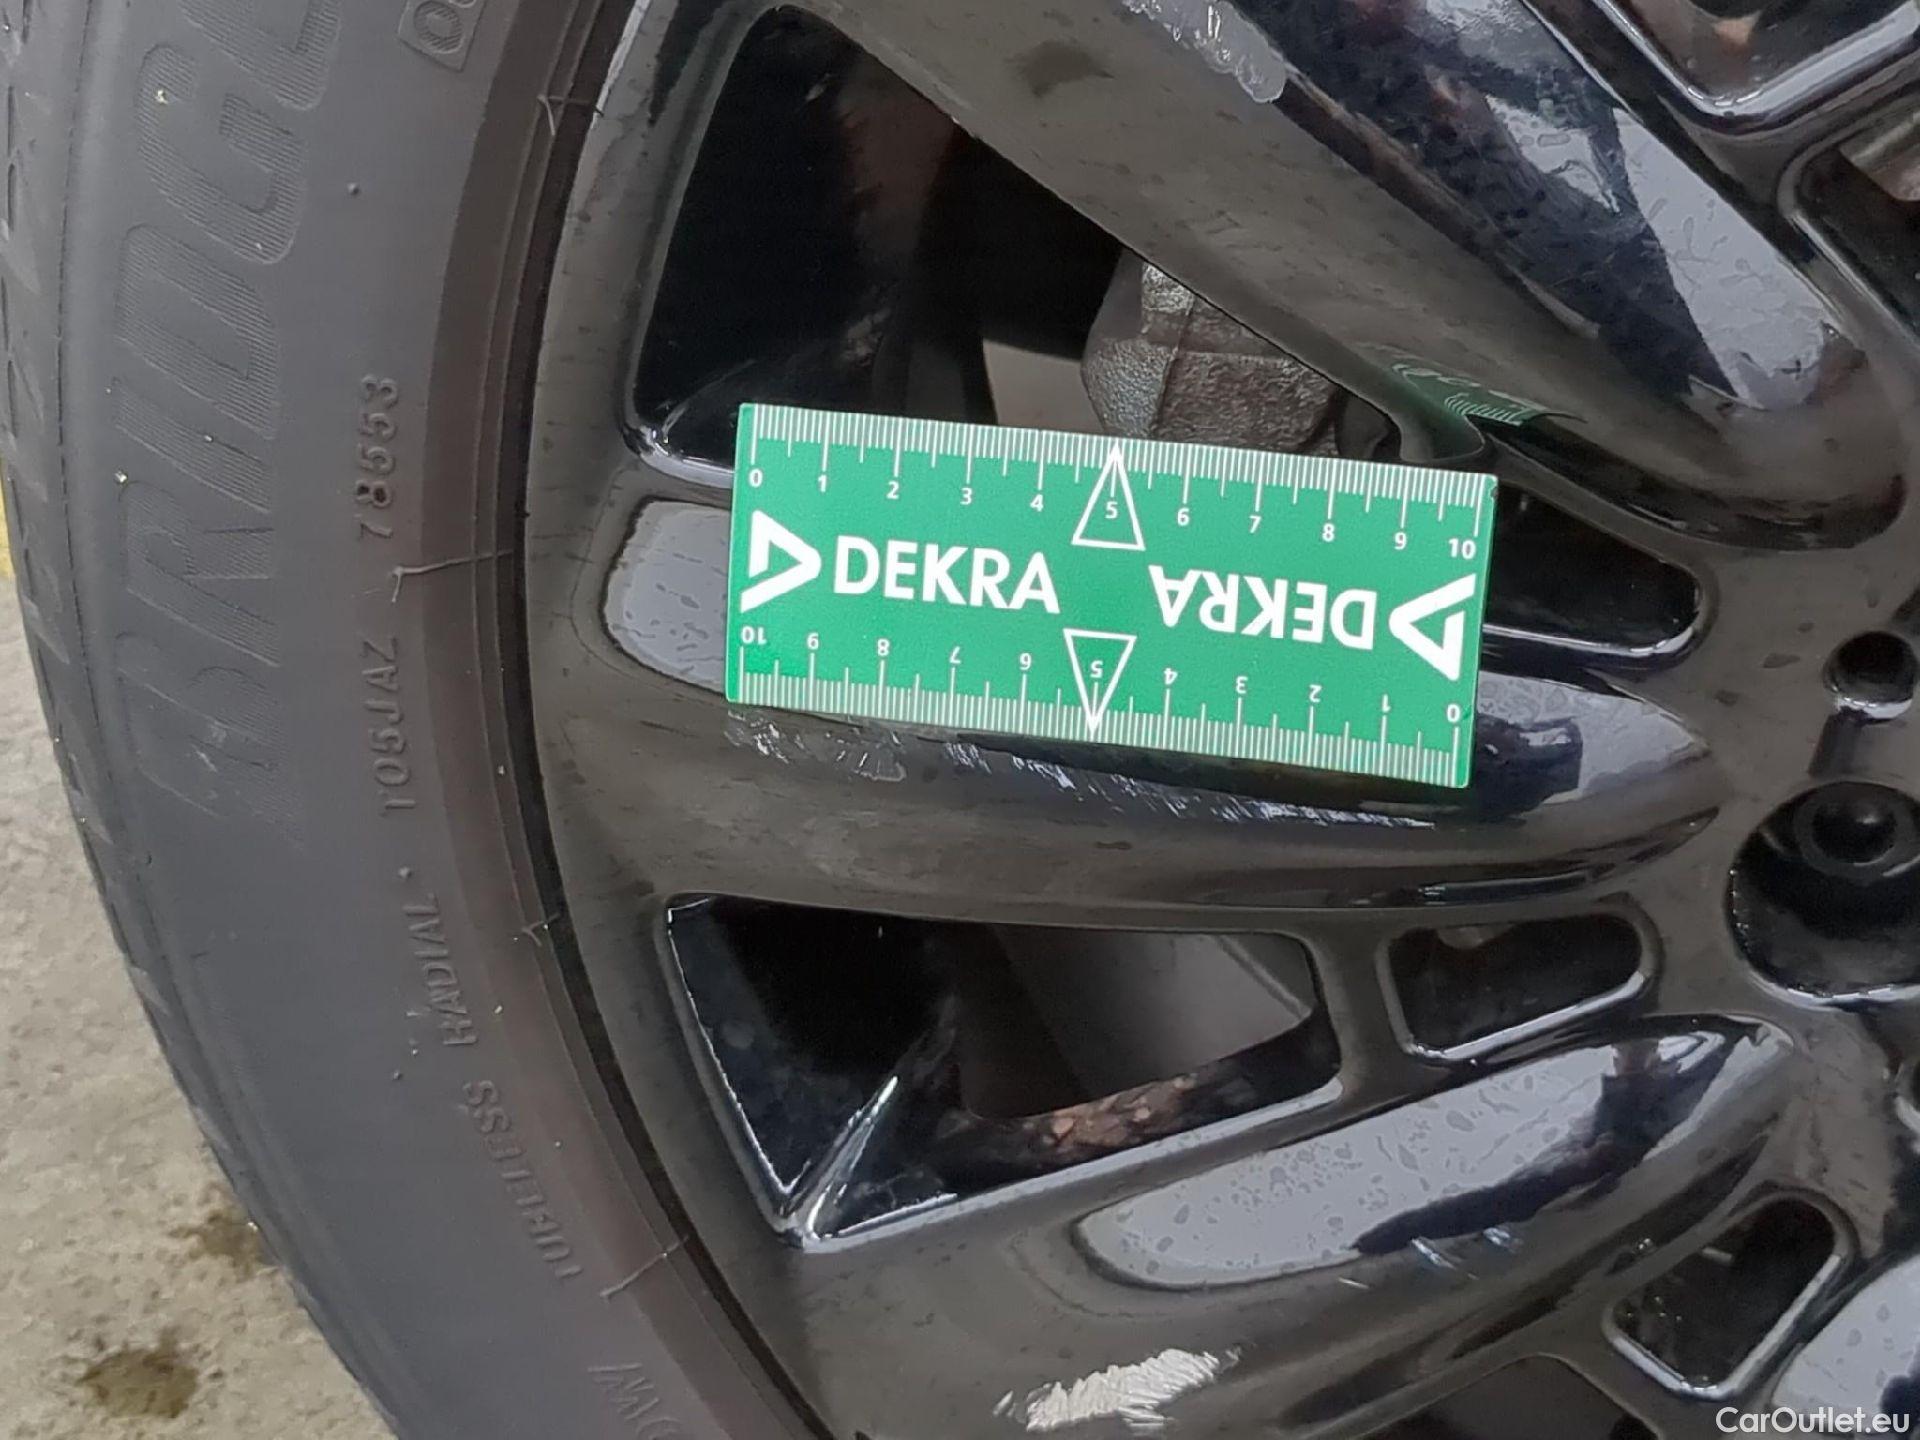 BRIDGE
78553
T05JAZ
RADIAL
TUBELESS
0 1 2 3 4 5 6 7 8 9 10
DEKRA
DEKRA
10 9 8 7 6 5 4 3 2 1 0
CarOutlet.eu